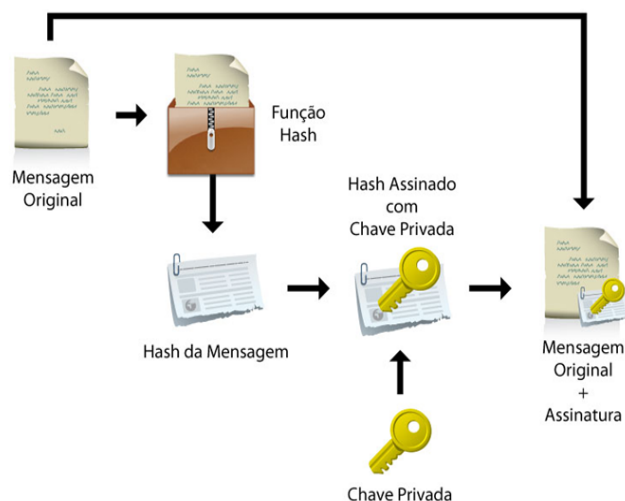 Mensagem
Original
Função
Hash
Hash da Mensagem
Hash Assinado
com
Chave Privada
Chave Privada
Mensagem
Original
+
Assinatura